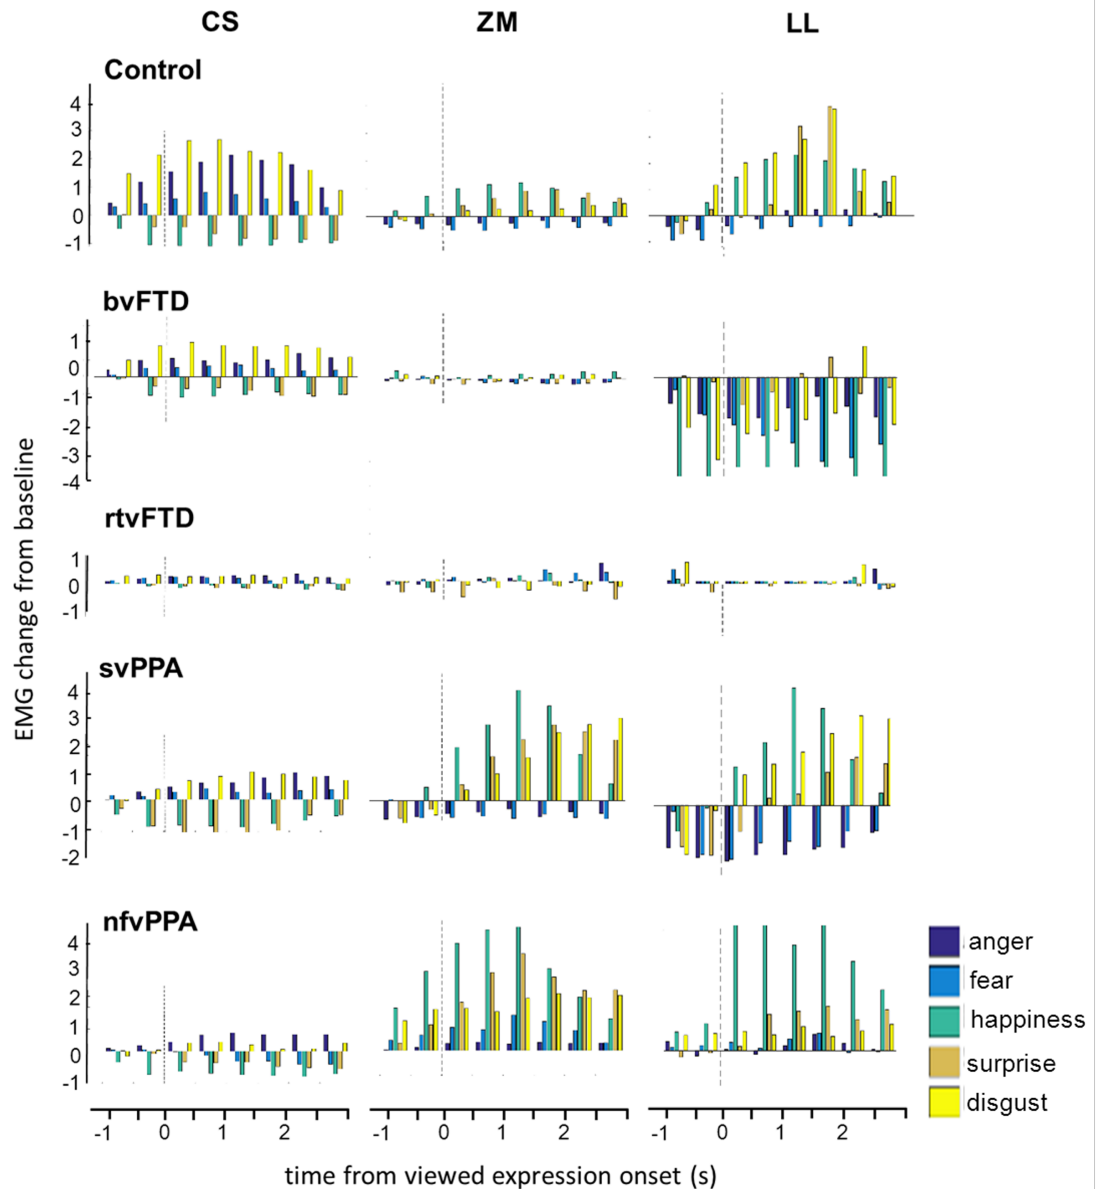 CS ZM LL
Control
4
3
2
1
0
-1
bvFTD
1
0
-1
-2
-3
-4
rtvFTD
1
0
-1
svPPA
4
3
2
1
0
-1
-2
nfvPPA
4
3
2
1
0
-1
EMG change from baseline
anger
fear
happiness
surprise
disgust
-1 0 1 2 -1 0 1 2 -1 0 1 2
time from viewed expression onset (s)